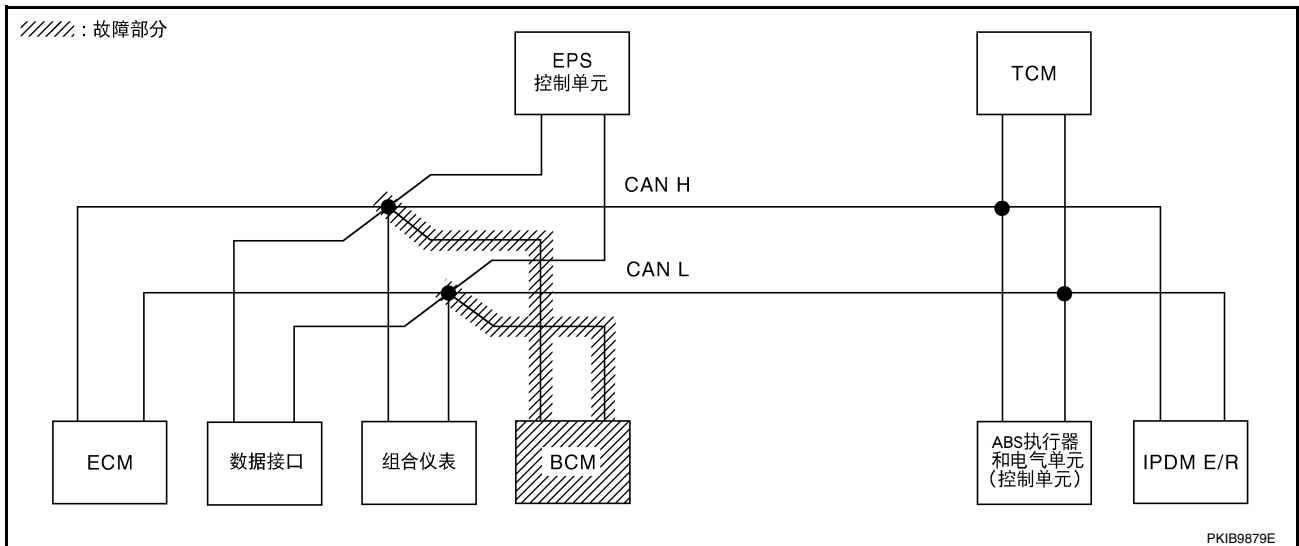 ：故障部分
EPS
控制单元
TCM
CAN H
CAN L
ECM
数据接口
组合仪表
BCM
ABS执行器
和电气单元
（控制单元）
IPDM E/R
PKIB9879E